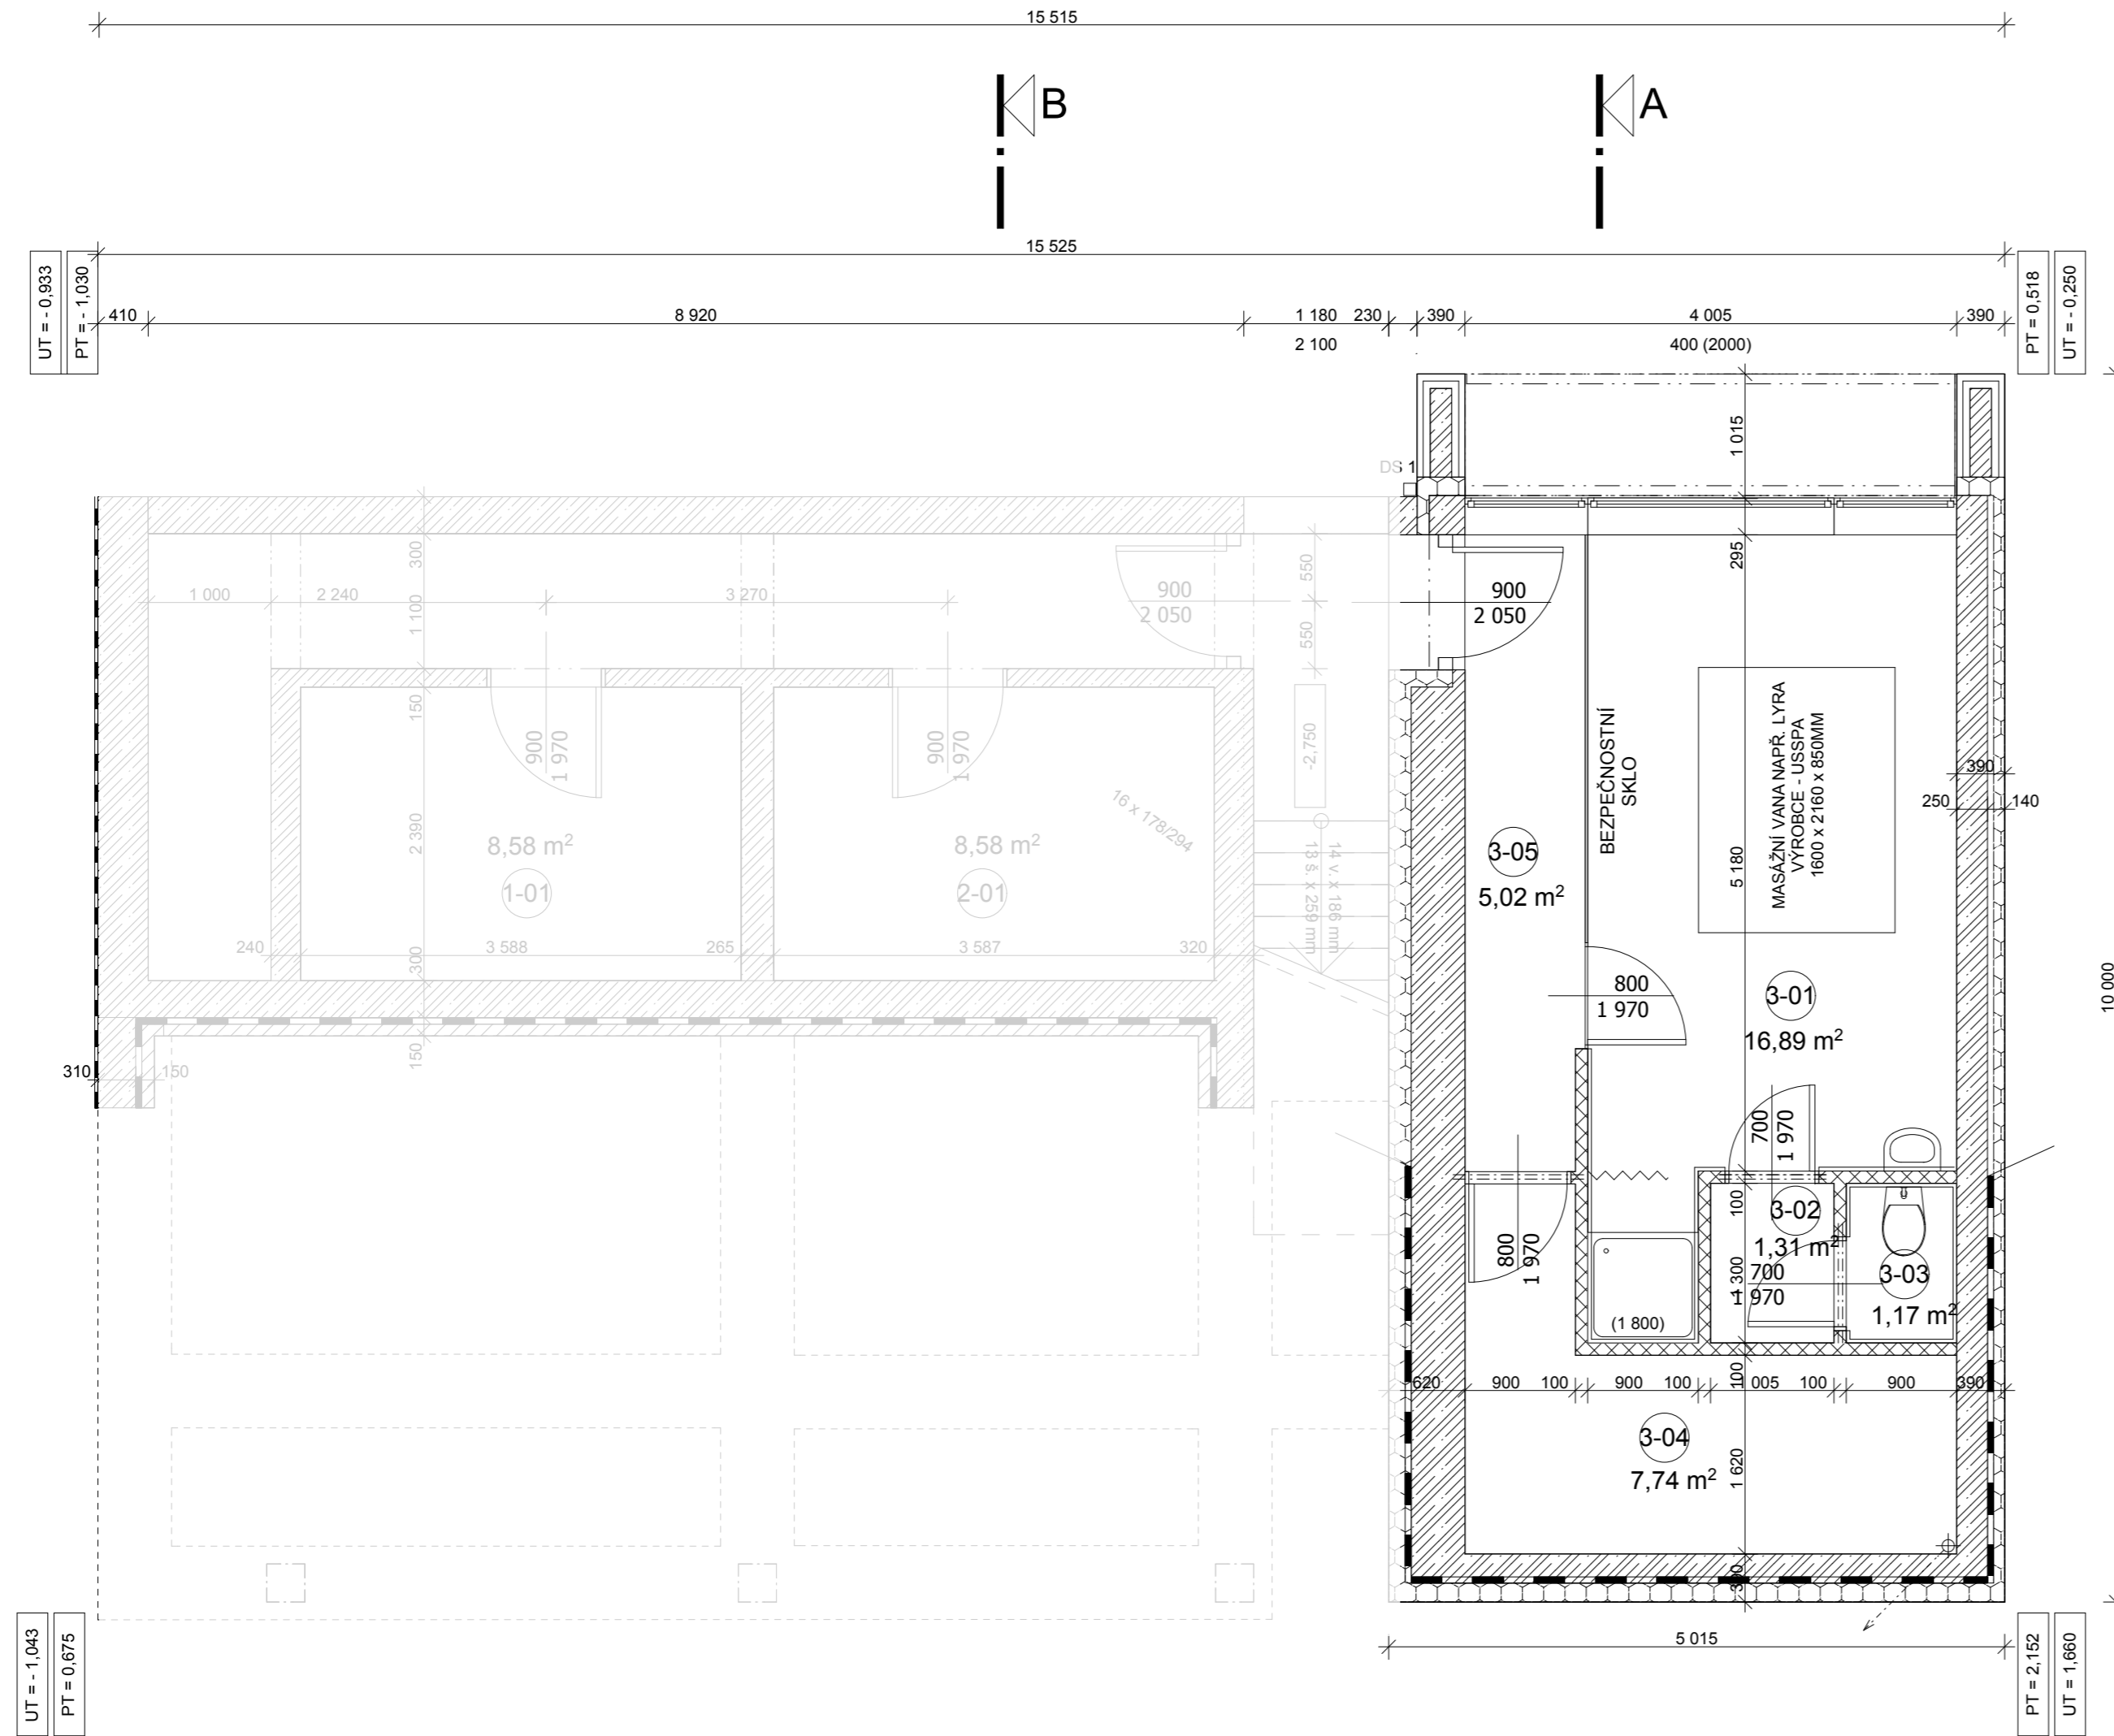 15 515
B
A
15 525
UT = - 0,933
PT = - 1,030
PT = 0,518
UT = - 0,250
410
8 920
1 180
230
390
4 005
390
2 100
400 (2000)
1 015
DS 1
300
295
1 000
2 240
3 270
900
2 050
550
900
2 050
1 100
550
150
900
1 970
900
1 970
-2,750
BEZPEČNOSTNÍ
SKLO
MASÁŽNÍ VANA NAPŘ. LYRA
VÝROBCE - USSPA
1600 x 2160 x 850MM
390
250
140
16 x 178/294
2 390
8,58 m²
1-01
8,58 m²
2-01
14 v. x 186 mm
13 š. x 259 mm
3-05
5,02 m²
5 180
240
3 588
265
3 587
320
300
800
1 970
3-01
16,89 m²
10 000
150
310
150
700
1 970
100
3-02
1,31 m²
800
1 970
1 300
700
1 970
3-03
1,17 m²
(1 800)
620
900
100
900
100
100
005
100
900
390
3-04
7,74 m²
1 620
300
5 015
UT = - 1,043
PT = 0,675
PT = 2,152
UT = 1,660